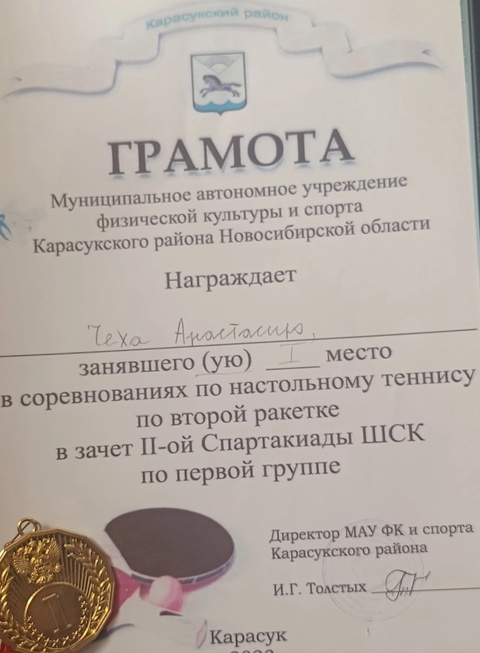 Карасукский район
ГРАМОТА
Муниципальное автономное учреждение
физической культуры и спорта
Карасукского района Новосибирской области
Награждает
Чеха Анастасию,
занявшего (ую) I место
в соревнованиях по настольному теннису
по второй ракетке
в зачет II-ой Спартакиады ШСК
по первой группе
Директор МАУ ФК и спорта
Карасукского района
И.Г. Толстых
I
Карасук